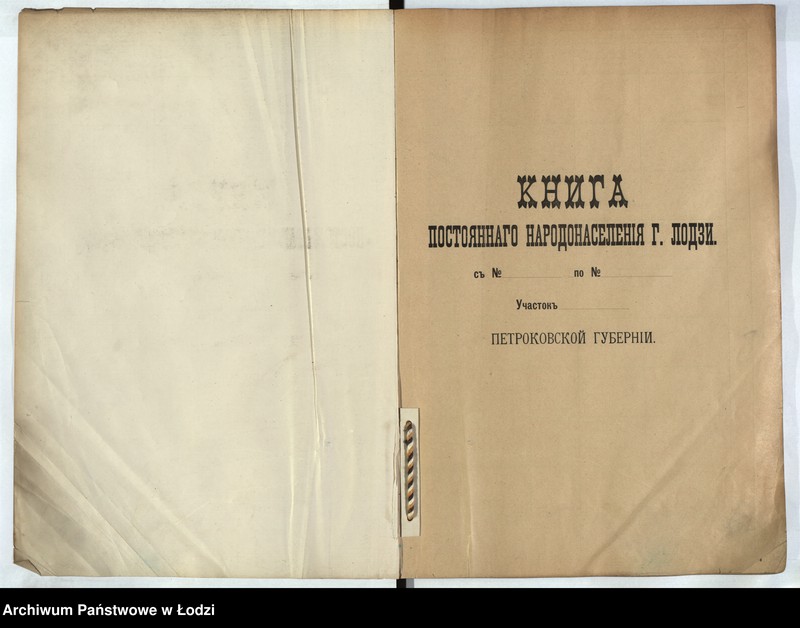 КНИГА
ПОСТОЯННАГО НАРОДОНАСЕЛЕНІЯ Г. ЛОДЗИ.
съ № по №
Участокъ
ПЕТРОКОВСКОЙ ГУБЕРНІИ.
Archiwum Państwowe w Łodzi